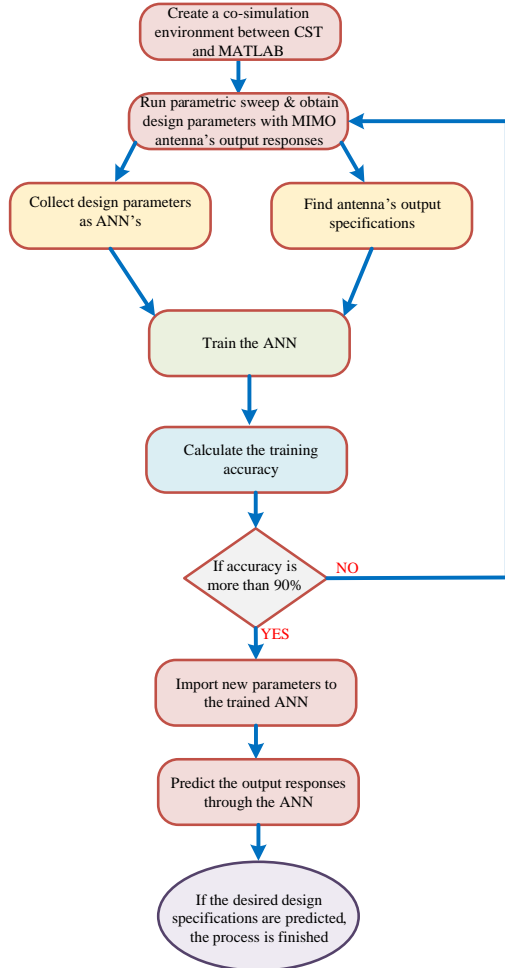 Create a co-simulation
environment between CST
and MATLAB
Run parametric sweep & obtain
design parameters with MIMO
antenna's output responses
Collect design parameters
as ANN's
Find antenna's output
specifications
Train the ANN
Calculate the training
accuracy
If accuracy is
more than 90%
NO
YES
Import new parameters to
the trained ANN
Predict the output responses
through the ANN
If the desired design
specifications are predicted,
the process is finished